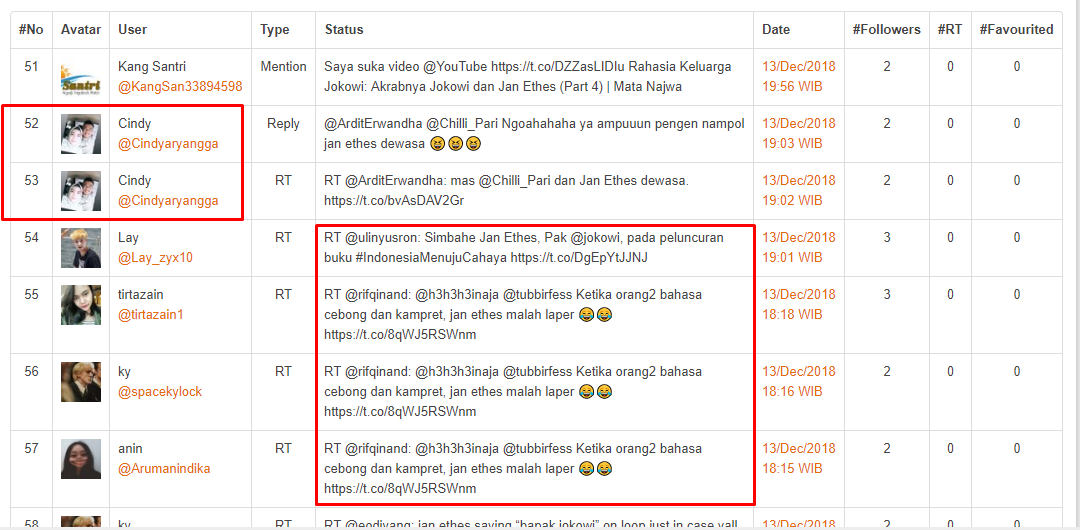 #No Avatar User Type Status Date #Followers #RT #Favourited
51 Kang Santri Mention Saya suka video @YouTube https://t.co/DZZasLIDlu Rahasia Keluarga 13/Dec/2018 2 0 0
Santri @KangSan33894598 Jokowi: Akrabnya Jokowi dan Jan Ethes (Part 4) | Mata Najwa 19:56 WIB
52 Cindy Reply @ArditErwandha @Chilli_Pari Ngoahahaha ya ampuuun pengen nampol 13/Dec/2018 2 0 0
@Cindyaryangga jan ethes dewasa 😆😆😆 19:03 WIB
53 Cindy RT RT @ArditErwandha: mas @Chilli_Pari dan Jan Ethes dewasa. 13/Dec/2018 2 0 0
@Cindyaryangga https://t.co/bvAsDAV2Gr 19:02 WIB
54 Lay RT RT @ulinyusron: Simbahe Jan Ethes, Pak @jokowi, pada peluncuran 13/Dec/2018 3 0 0
@Lay_zyx10 buku #IndonesiaMenujuCahaya https://t.co/DgEpYtJJNJ 19:01 WIB
55 tirtazain RT RT @rifqinand: @h3h3h3inaja @tubbirfess Ketika orang2 bahasa 13/Dec/2018 3 0 0
@tirtazain1 cebong dan kampret, jan ethes malah laper 😂😂 18:18 WIB
https://t.co/8qWJ5RSWnm
56 ky RT RT @rifqinand: @h3h3h3inaja @tubbirfess Ketika orang2 bahasa 13/Dec/2018 2 0 0
@spacekylock cebong dan kampret, jan ethes malah laper 😂😂 18:16 WIB
https://t.co/8qWJ5RSWnm
57 anin RT RT @rifqinand: @h3h3h3inaja @tubbirfess Ketika orang2 bahasa 13/Dec/2018 2 0 0
@Arumanindika cebong dan kampret, jan ethes malah laper 😂😂 18:15 WIB
https://t.co/8qWJ5RSWnm
58 ky RT RT @eodiyang: jan ethes saying "bapak jokowi" on loop just in case yall 13/Dec/2018 2 0 0